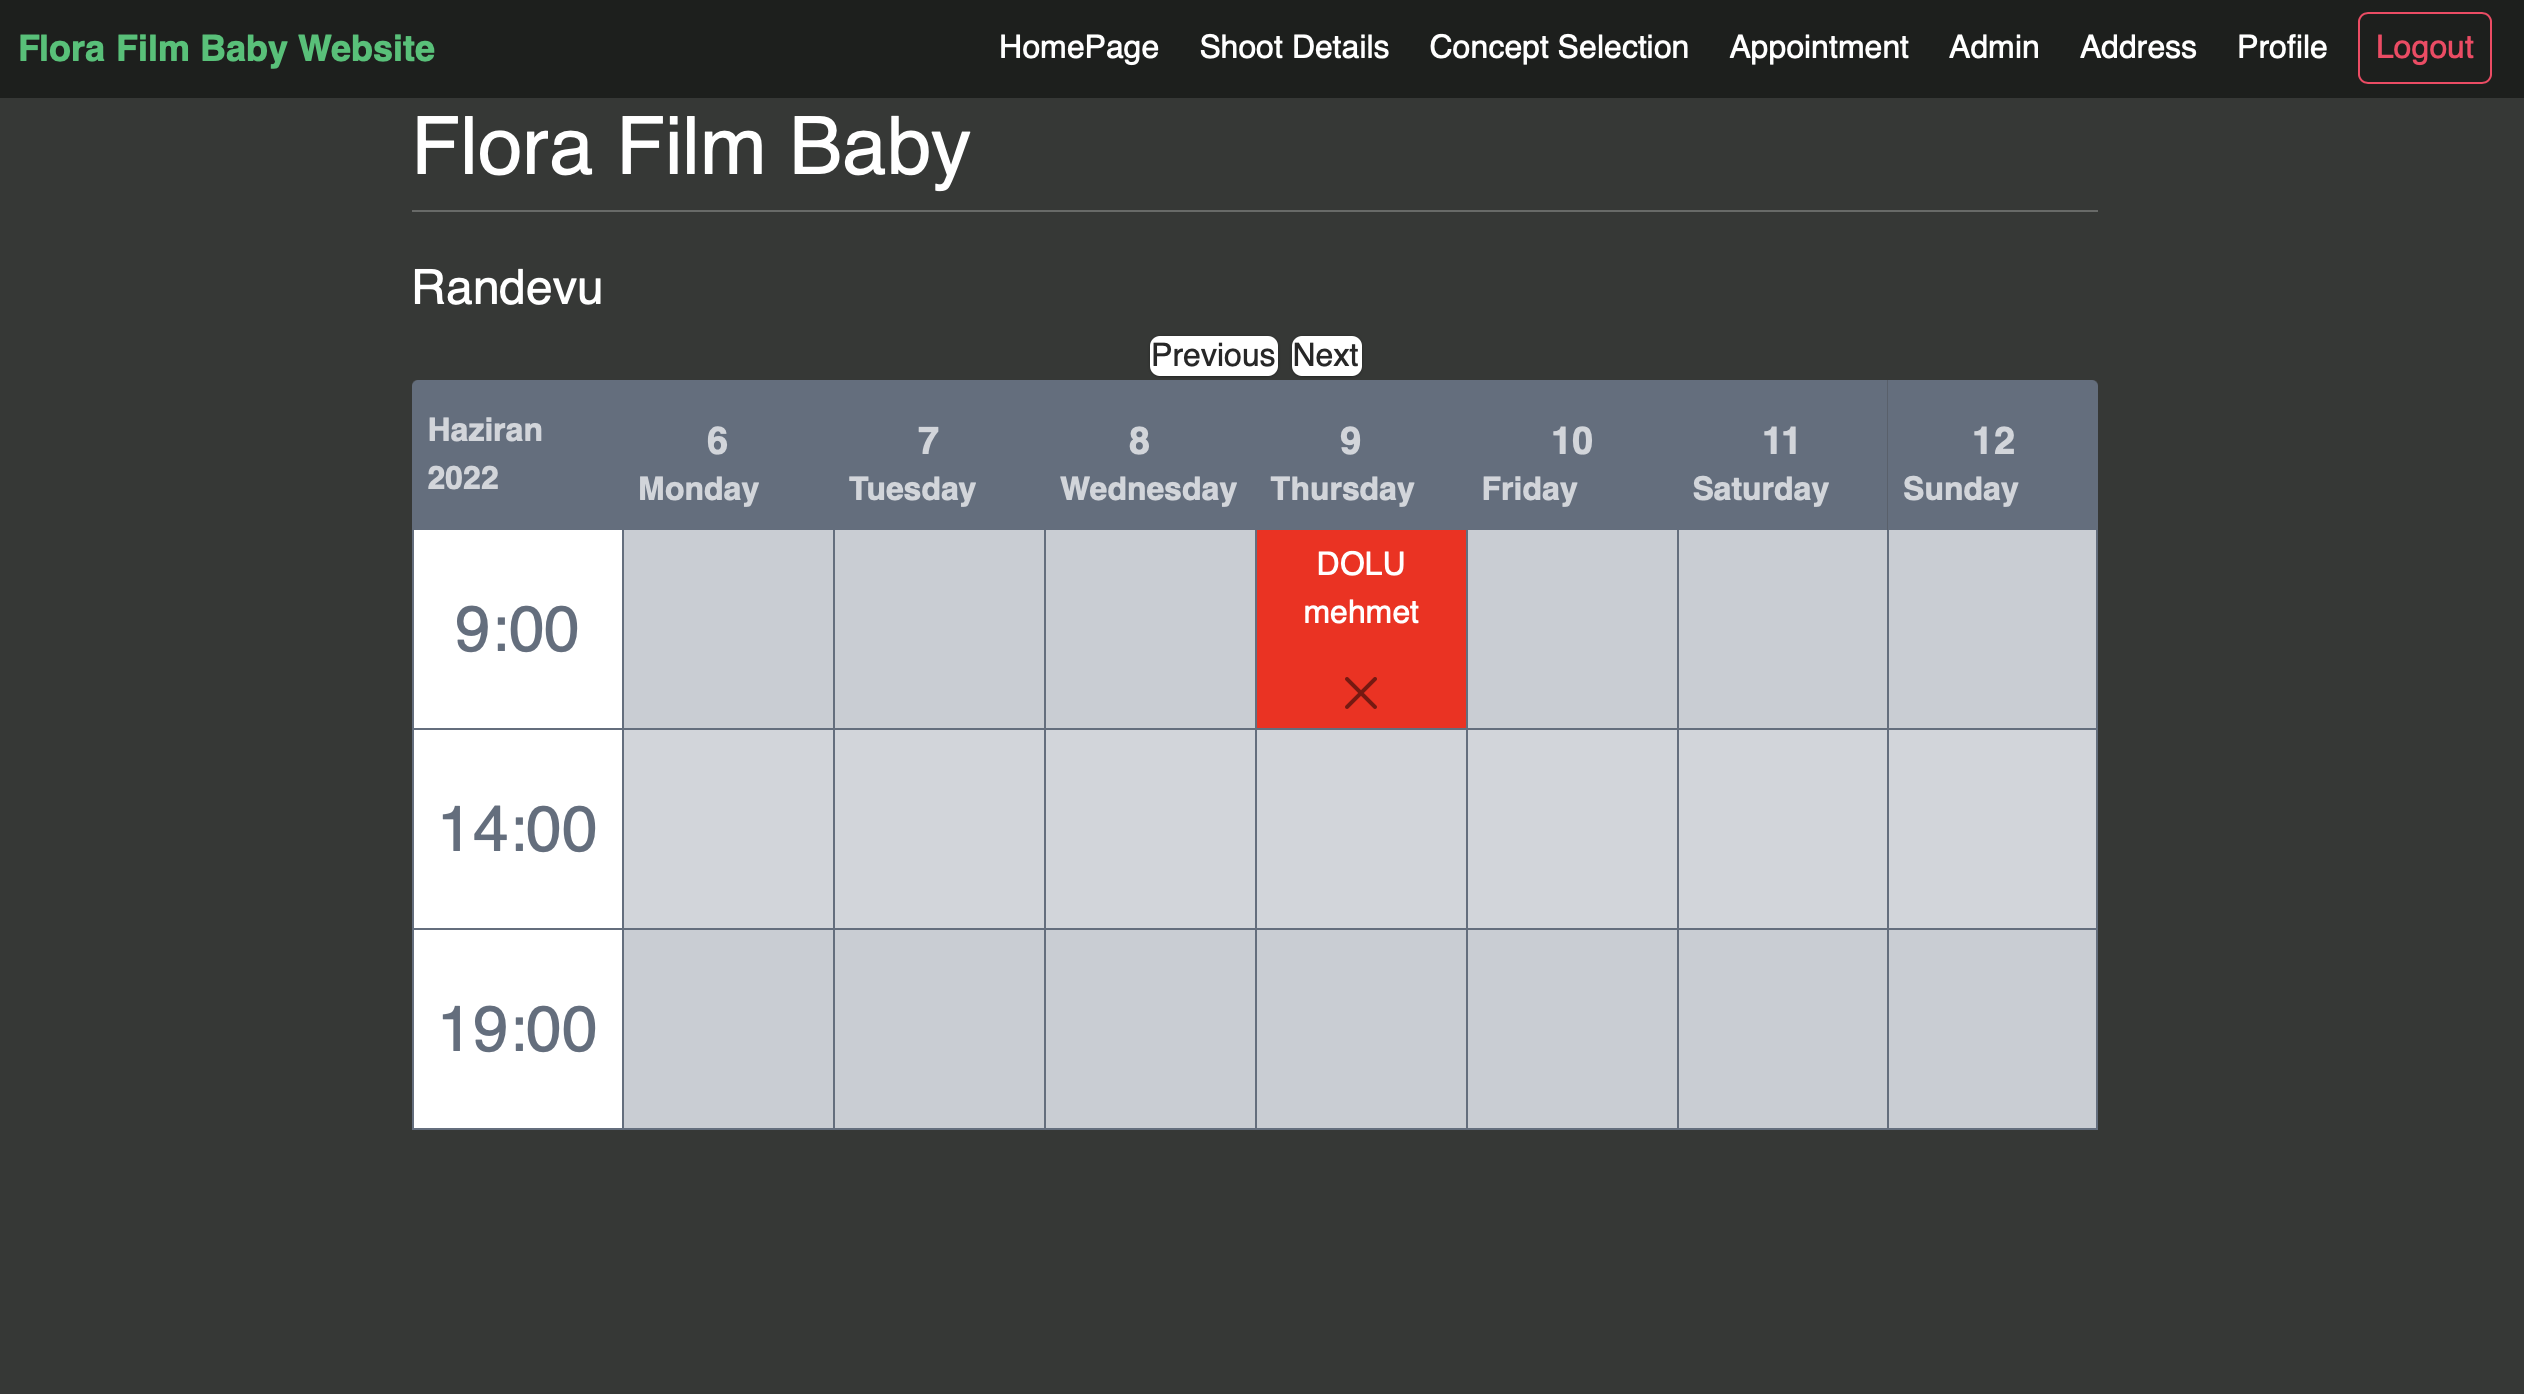 Flora Film Baby Website
HomePage Shoot Details Concept Selection Appointment Admin Address Profile Logout
Flora Film Baby
Randevu
Previous Next
Haziran 2022
6 Monday
7 Tuesday
8 Wednesday
9 Thursday
10 Friday
11 Saturday
12 Sunday
9:00
DOLU
mehmet
14:00
19:00